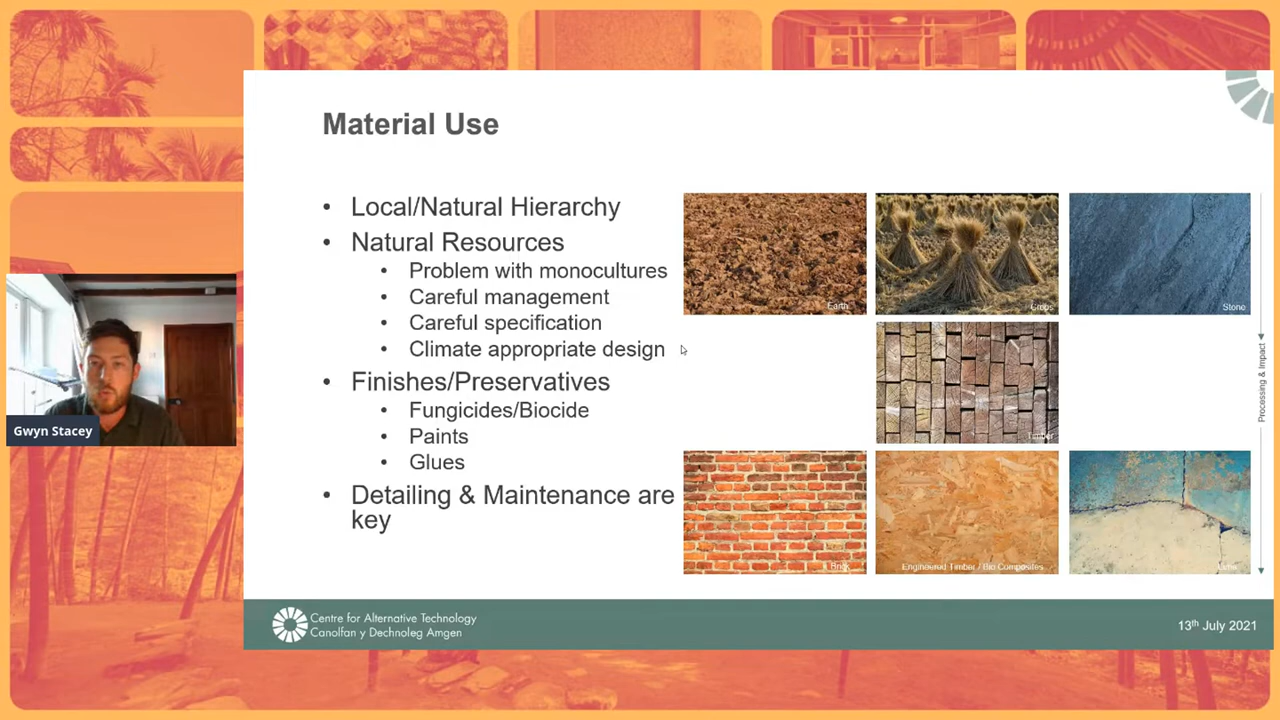 Material Use
• Local/Natural Hierarchy
• Natural Resources
• Problem with monocultures
• Careful management
• Careful specification
• Climate appropriate design
• Finishes/Preservatives
• Fungicides/Biocide
• Paints
• Glues
• Detailing & Maintenance are
key
Earth
Crops
Stone
Timber
Brick
Engineered Timber / Bio Composites
Processing & Impact
Gwyn Stacey
Centre for Alternative Technology
Canolfan y Dechnoleg Amgen
13th July 2021